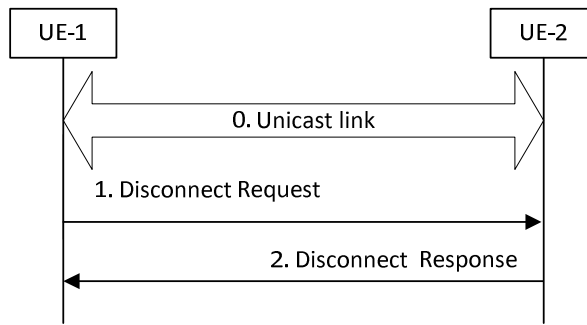 UE-1
UE-2
0. Unicast link
1. Disconnect Request
2. Disconnect Response